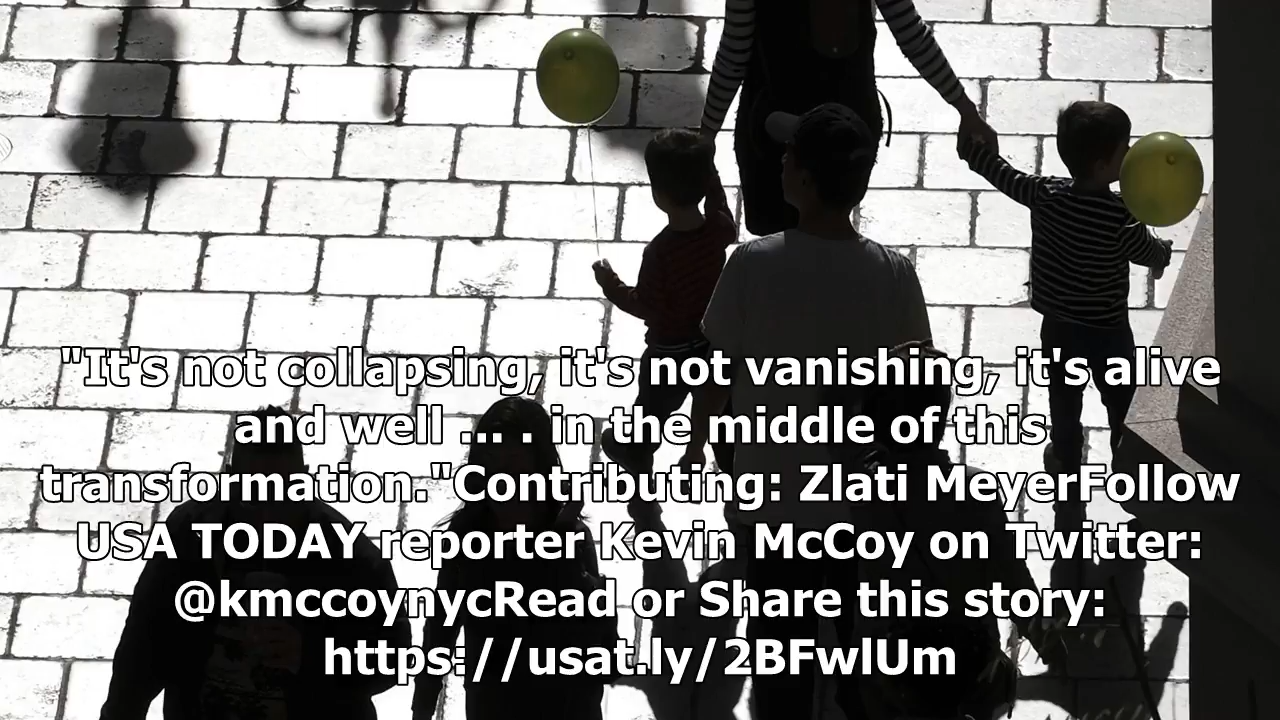 "It's not collapsing, it's not vanishing, it's alive
and well ... . in the middle of this
transformation."Contributing: Zlati MeyerFollow
USA TODAY reporter Kevin McCoy on Twitter:
@kmccoynycRead or Share this story:
https://usat.ly/2BFwlUm